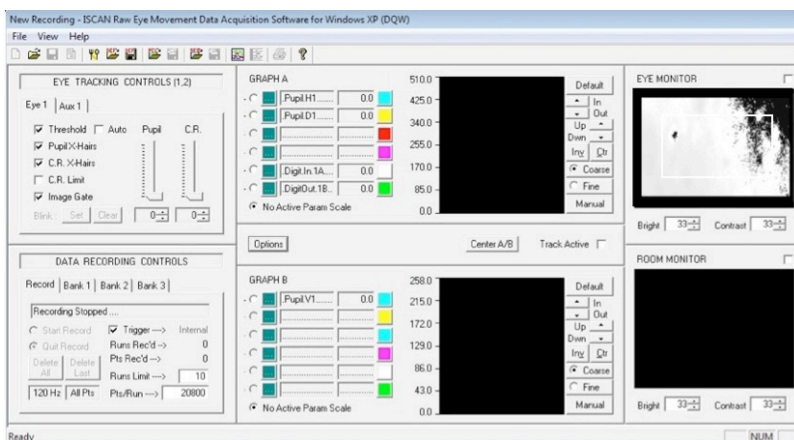 New Recording - ISCAN Raw Eye Movement Data Acquisition Software for Windows XP (DQW)
File View Help
EYE TRACKING CONTROLS (1,2)
Eye 1 Aux 1
Threshold Auto Pupil C.R.
Pupil X-Hairs
C.R. X-Hairs
C.R. Limit
Image Gate
Blink: Set Clear 0 0
DATA RECORDING CONTROLS
Record Bank 1 Bank 2 Bank 3
Recording Stopped ....
Start Record Trigger ---> Internal
Quit Record Runs Rec'd --> 0
Delete All Delete Last Pts Rec'd --> 0
Runs Limit ---> 10
120 Hz All Pts Pts/Run ---> 20800
GRAPH A
.Pupil.H1....... 0.0
.Pupil.D1....... 0.0
.Digit.In.1A.... 0.0
.DigitOut.1B.. 0.0
No Active Param Scale
510.0
425.0
340.0
255.0
170.0
85.0
0.0
Default
In
Out
Up
Dwn
Inv Ctr
Coarse
Fine
Manual
Options Center A/B Track Active
GRAPH B
.Pupil.V1....... 0.0
No Active Param Scale
258.0
215.0
172.0
129.0
86.0
43.0
0.0
Default
In
Out
Up
Dwn
Inv Ctr
Coarse
Fine
Manual
EYE MONITOR
Bright 33 Contrast 33
ROOM MONITOR
Bright 33 Contrast 33
Ready NUM